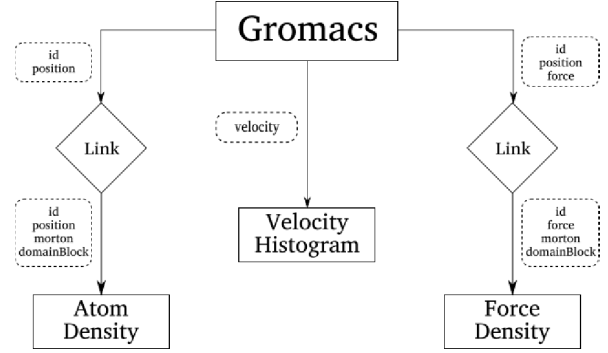 Gromacs
id
position
id
position
force
velocity
Link
Link
id
position
morton
domainBlock
Velocity
Histogram
id
force
morton
domainBlock
Atom
Density
Force
Density